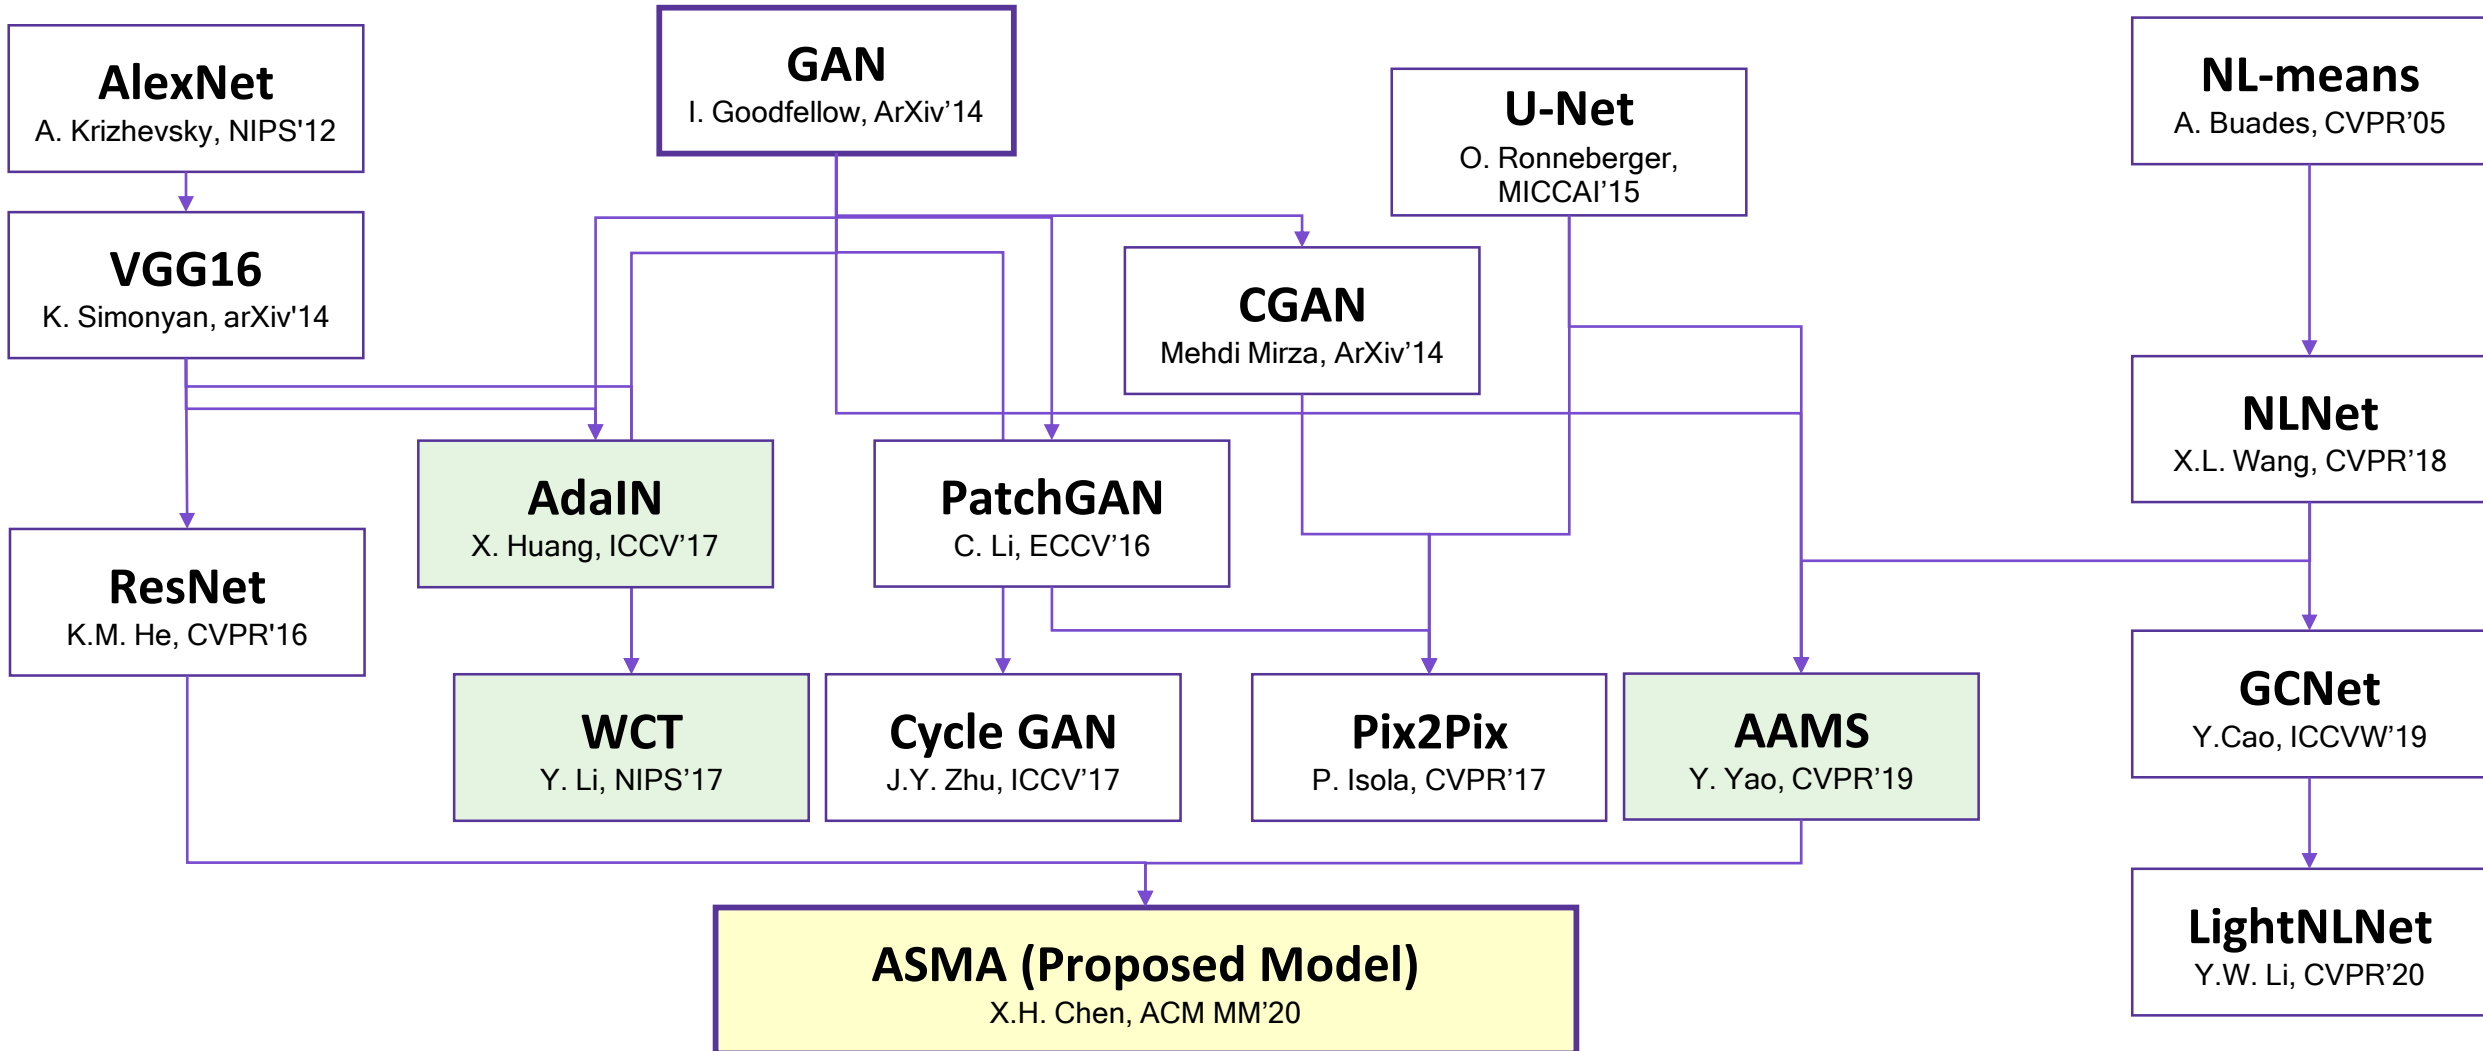 AlexNet
A. Krizhevsky, NIPS'12
GAN
I. Goodfellow, ArXiv’14
U-Net
O. Ronneberger,
MICCAI’15
NL-means
A. Buades, CVPR’05
VGG16
K. Simonyan, arXiv'14
CGAN
Mehdi Mirza, ArXiv’14
NLNet
X.L. Wang, CVPR’18
AdaIN
X. Huang, ICCV’17
PatchGAN
C. Li, ECCV’16
ResNet
K.M. He, CVPR'16
WCT
Y. Li, NIPS’17
Cycle GAN
J.Y. Zhu, ICCV’17
Pix2Pix
P. Isola, CVPR’17
AAMS
Y. Yao, CVPR’19
GCNet
Y.Cao, ICCVW’19
ASMA (Proposed Model)
X.H. Chen, ACM MM’20
LightNLNet
Y.W. Li, CVPR’20